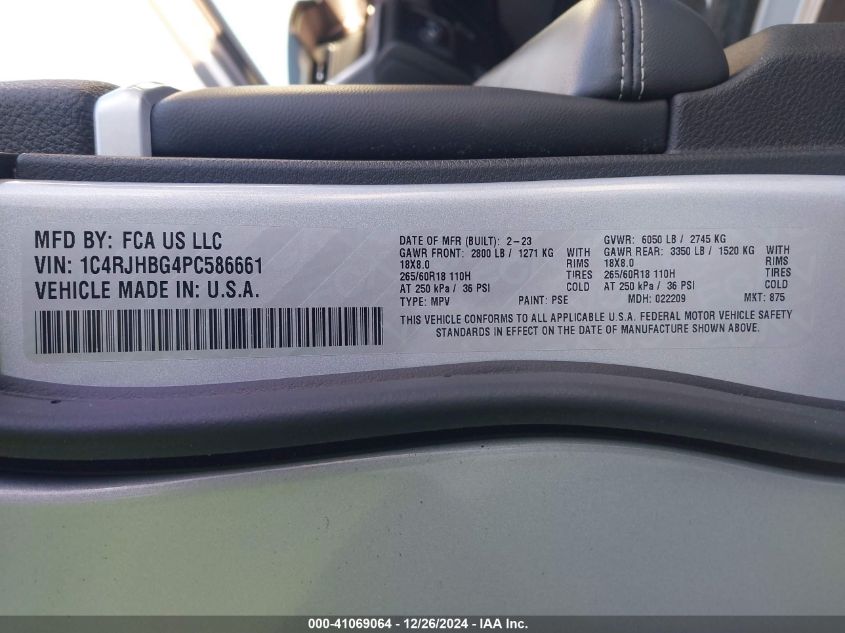 MFD BY: FCA US LLC
VIN: 1C4RJHBG4PC586661
VEHICLE MADE IN: U.S.A.
DATE OF MFR (BUILT): 2-23
GAWR FRONT: 2800 LB / 1271 KG WITH
18X8.0 RIMS
265/60R18 110H TIRES
AT 250 kPa / 36 PSI COLD
TYPE: MPV PAINT: PSE
GVWR: 6050 LB / 2745 KG
GAWR REAR: 3350 LB / 1520 KG WITH
18X8.0 RIMS
265/60R18 110H TIRES
AT 250 kPa / 36 PSI COLD
MDH: 022209 MKT: 875
THIS VEHICLE CONFORMS TO ALL APPLICABLE U.S.A. FEDERAL MOTOR VEHICLE SAFETY
STANDARDS IN EFFECT ON THE DATE OF MANUFACTURE SHOWN ABOVE.
000-41069064 - 12/26/2024 - IAA Inc.